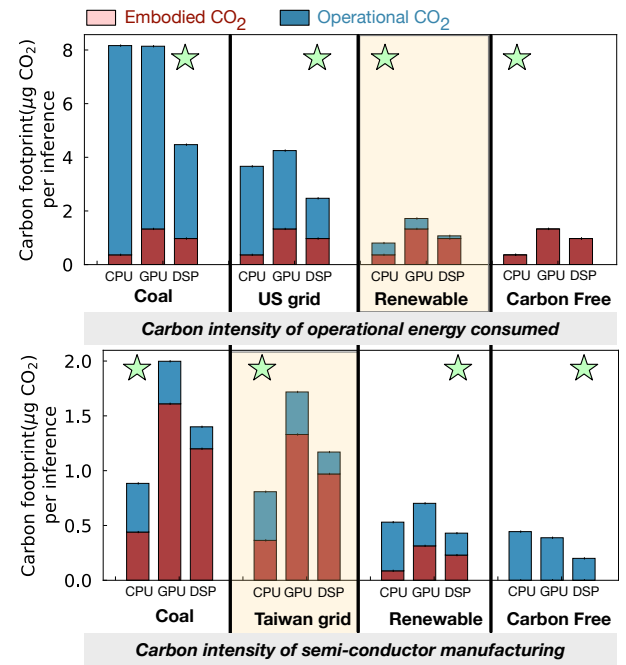 Embodied CO2 Operational CO2
Carbon footprint(μg CO2)
per inference
8
6
4
2
0
CPU GPU DSP CPU GPU DSP CPU GPU DSP CPU GPU DSP
Coal US grid Renewable Carbon Free
Carbon intensity of operational energy consumed
Carbon footprint(μg CO2)
per inference
2.0
1.5
1.0
0.5
0.0
CPU GPU DSP CPU GPU DSP CPU GPU DSP CPU GPU DSP
Coal Taiwan grid Renewable Carbon Free
Carbon intensity of semi-conductor manufacturing